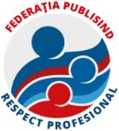 FEDERAȚIA PUBLISIND
RESPECT PROFESIONAL